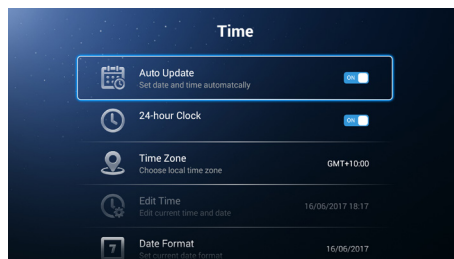 Time
Auto Update
Set date and time automatcally
ON
24-hour Clock
ON
Time Zone
Choose local time zone
GMT+10:00
Edit Time
Edit current time and date
16/06/2017 18:17
7
Date Format
Set current date format
16/06/2017